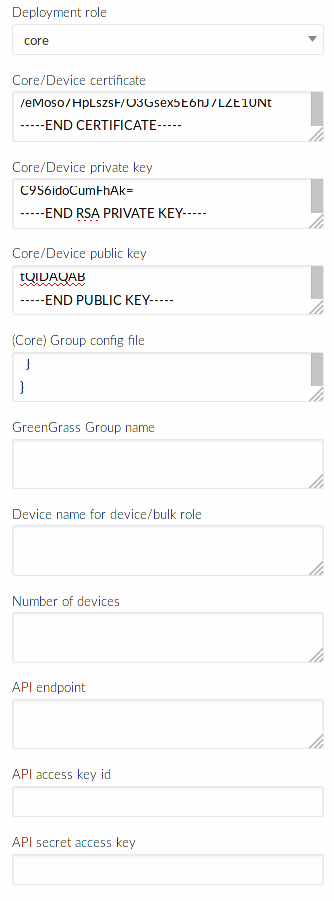 Deployment role
core
Core/Device certificate
/eMoso7HpLszsF/O3Gsex5E6hJ7LZE10Nt
-----END CERTIFICATE-----
Core/Device private key
C9S6idoCumFhAk=
-----END RSA PRIVATE KEY-----
Core/Device public key
tQIDAQAB
-----END PUBLIC KEY-----
(Core) Group config file
}
}
GreenGrass Group name
Device name for device/bulk role
Number of devices
API endpoint
API access key id
API secret access key